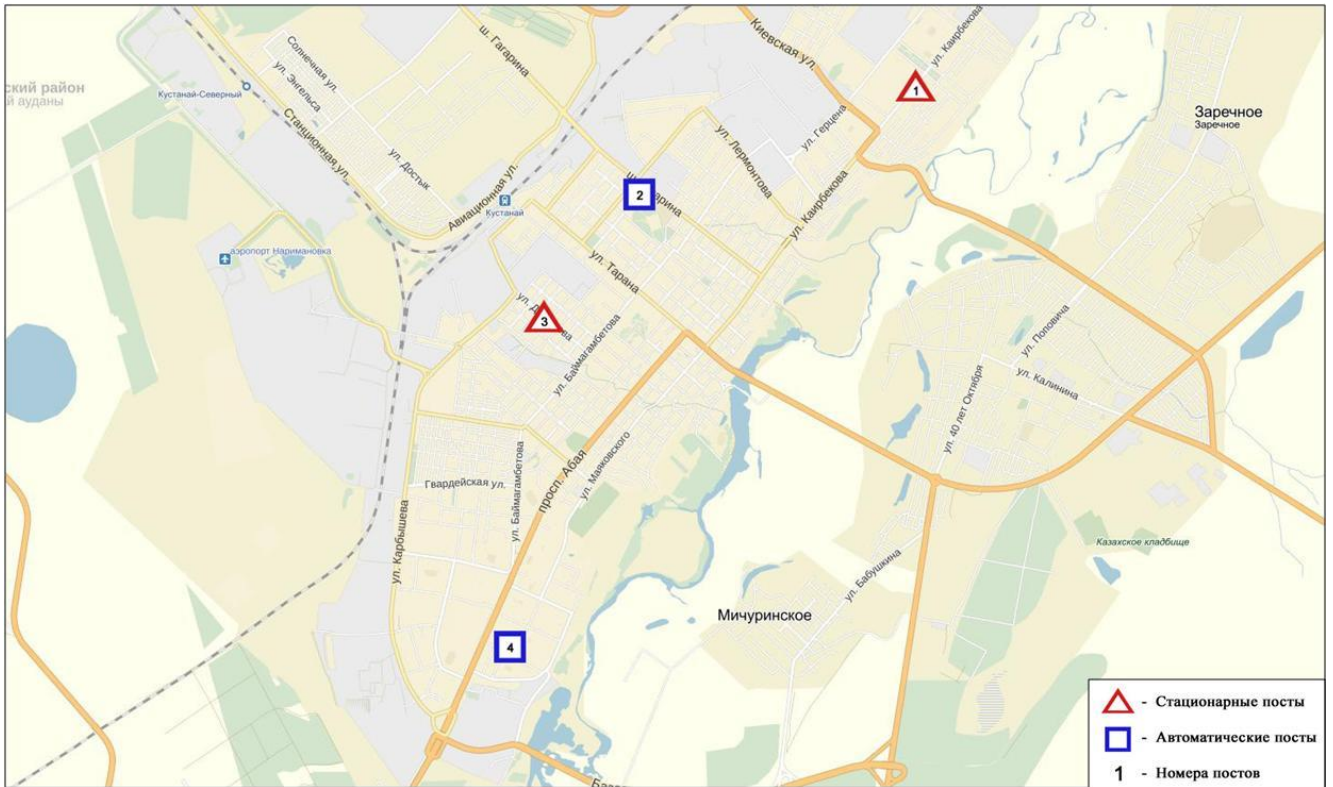 ский район
й ауданы
Кустанай-Северный
Солнечная ул.
ул. Энгельса
Станционная ул.
ул. Достык
Авиационная ул.
Кустанай
аэропорт Наримановка
ш. Гагарина
Киевская ул.
ул. Каирбекова
1
ул. Герцена
ул. Лермонтова
ул. Каирбекова
Заречное
Заречное
2
ул. Тарана
3
ул. Баймагамбетова
ул. Поповича
ул. Калинина
ул. 40 лет Октября
просп. Абая
ул. Маяковского
Гвардейская ул.
ул. Баймагамбетова
ул. Карбышева
Казахское кладбище
ул. Бабушкина
Мичуринское
4
- Стационарные посты
- Автоматические посты
1 - Номера постов